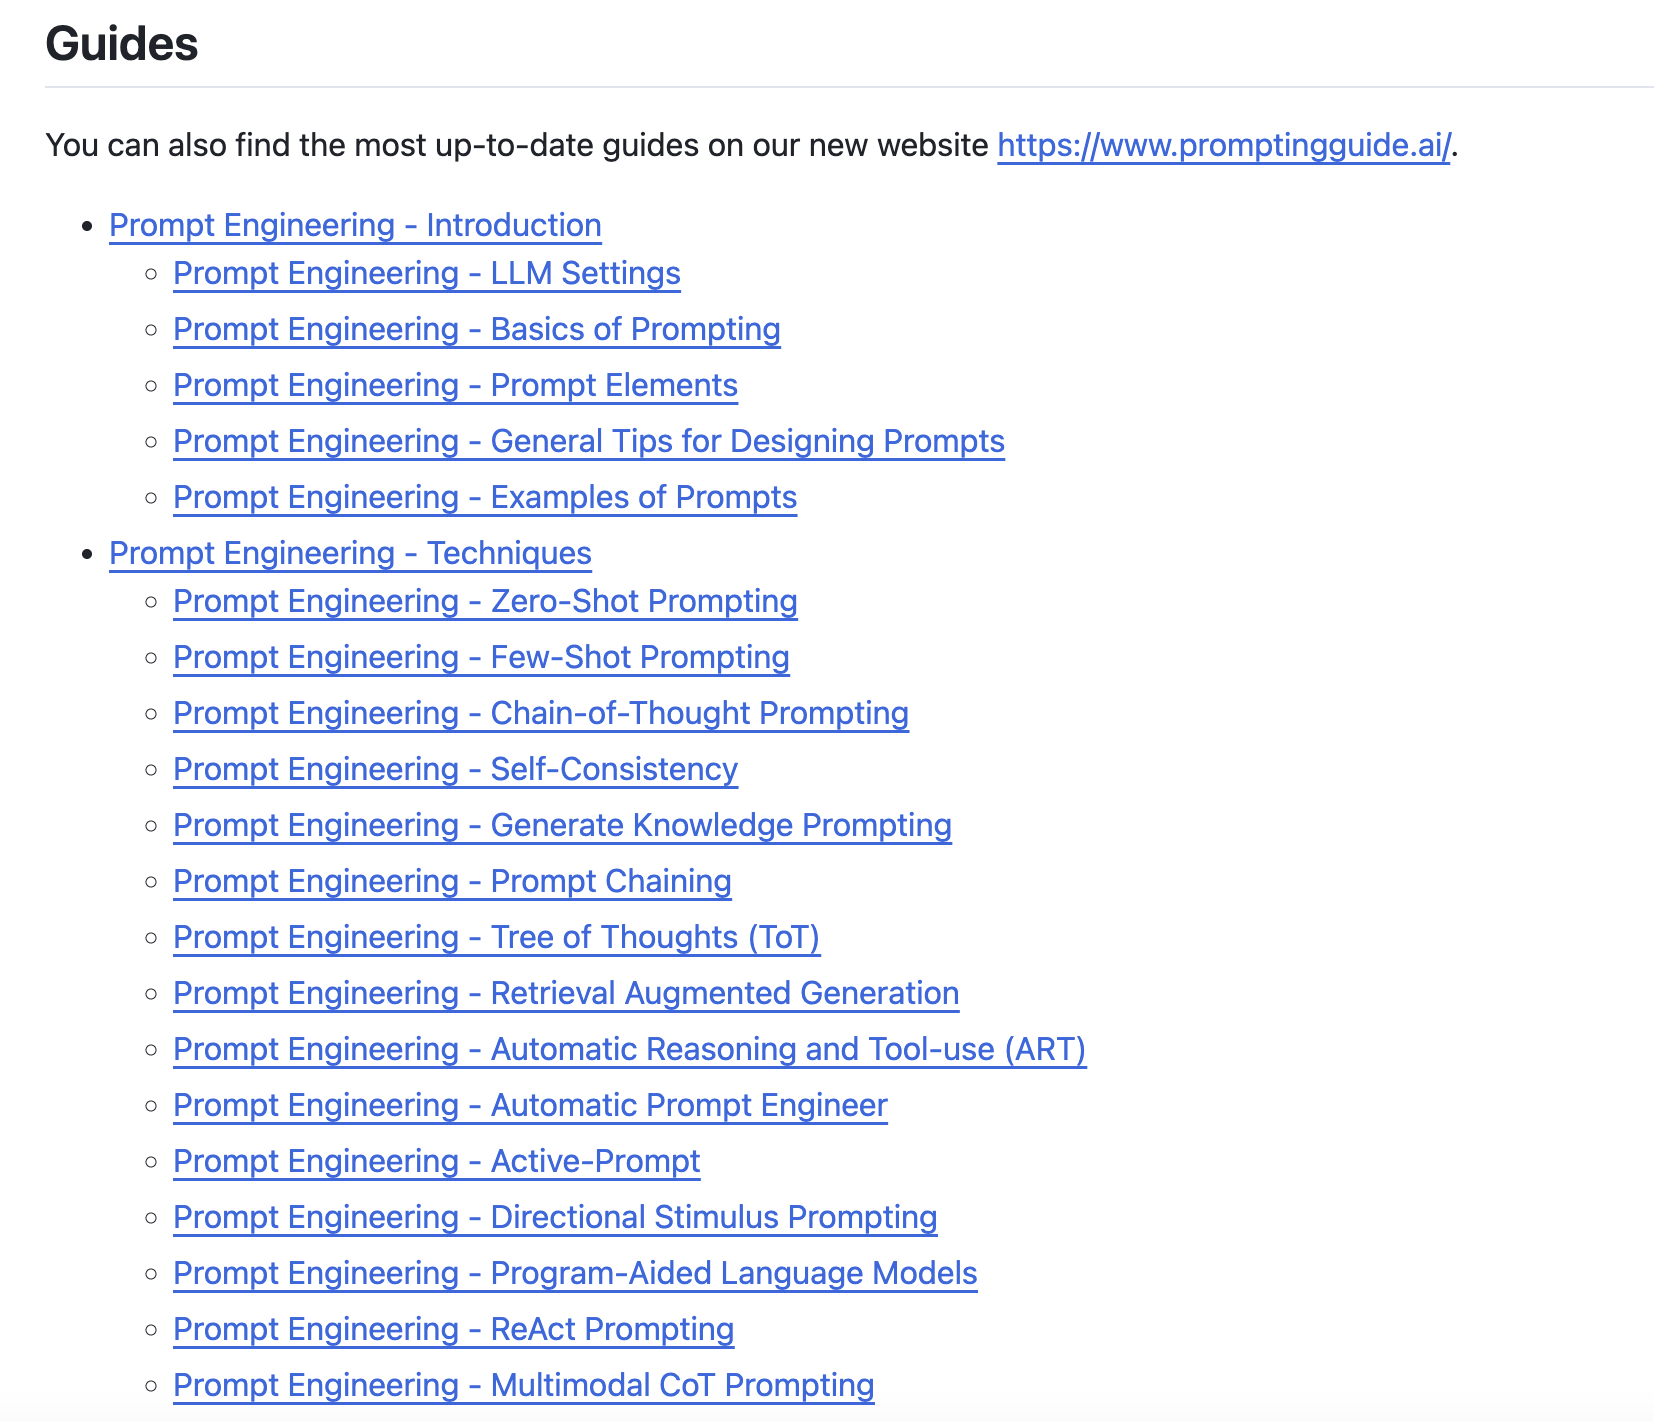 Guides
You can also find the most up-to-date guides on our new website https://www.promptingguide.ai/.
Prompt Engineering - Introduction
Prompt Engineering - LLM Settings
Prompt Engineering - Basics of Prompting
Prompt Engineering - Prompt Elements
Prompt Engineering - General Tips for Designing Prompts
Prompt Engineering - Examples of Prompts
Prompt Engineering - Techniques
Prompt Engineering - Zero-Shot Prompting
Prompt Engineering - Few-Shot Prompting
Prompt Engineering - Chain-of-Thought Prompting
Prompt Engineering - Self-Consistency
Prompt Engineering - Generate Knowledge Prompting
Prompt Engineering - Prompt Chaining
Prompt Engineering - Tree of Thoughts (ToT)
Prompt Engineering - Retrieval Augmented Generation
Prompt Engineering - Automatic Reasoning and Tool-use (ART)
Prompt Engineering - Automatic Prompt Engineer
Prompt Engineering - Active-Prompt
Prompt Engineering - Directional Stimulus Prompting
Prompt Engineering - Program-Aided Language Models
Prompt Engineering - ReAct Prompting
Prompt Engineering - Multimodal CoT Prompting